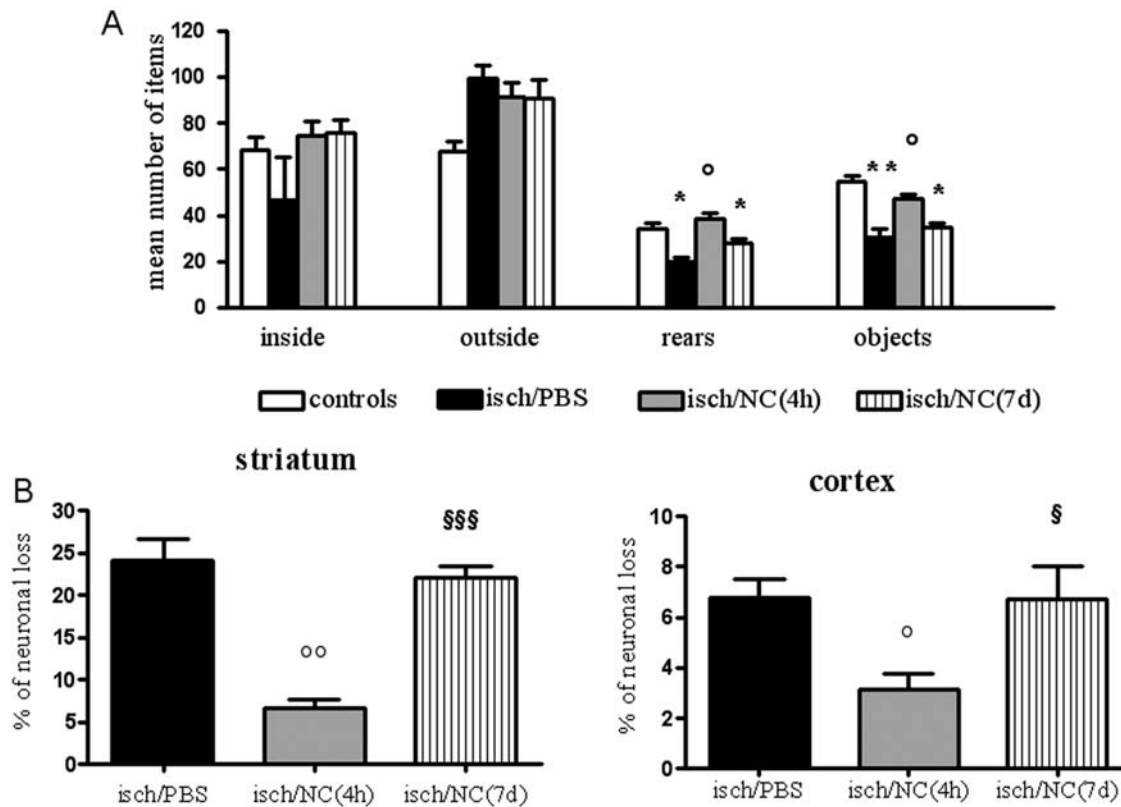 A
mean number of items
120
100
80
60
40
20
0
* ° * ** ° *
inside outside rears objects
controls isch/PBS isch/NC(4h) isch/NC(7d)
B
striatum
% of neuronal loss
30
25
20
15
10
5
0
°° §§§
isch/PBS isch/NC(4h) isch/NC(7d)
cortex
% of neuronal loss
10
8
6
4
2
0
° §
isch/PBS isch/NC(4h) isch/NC(7d)